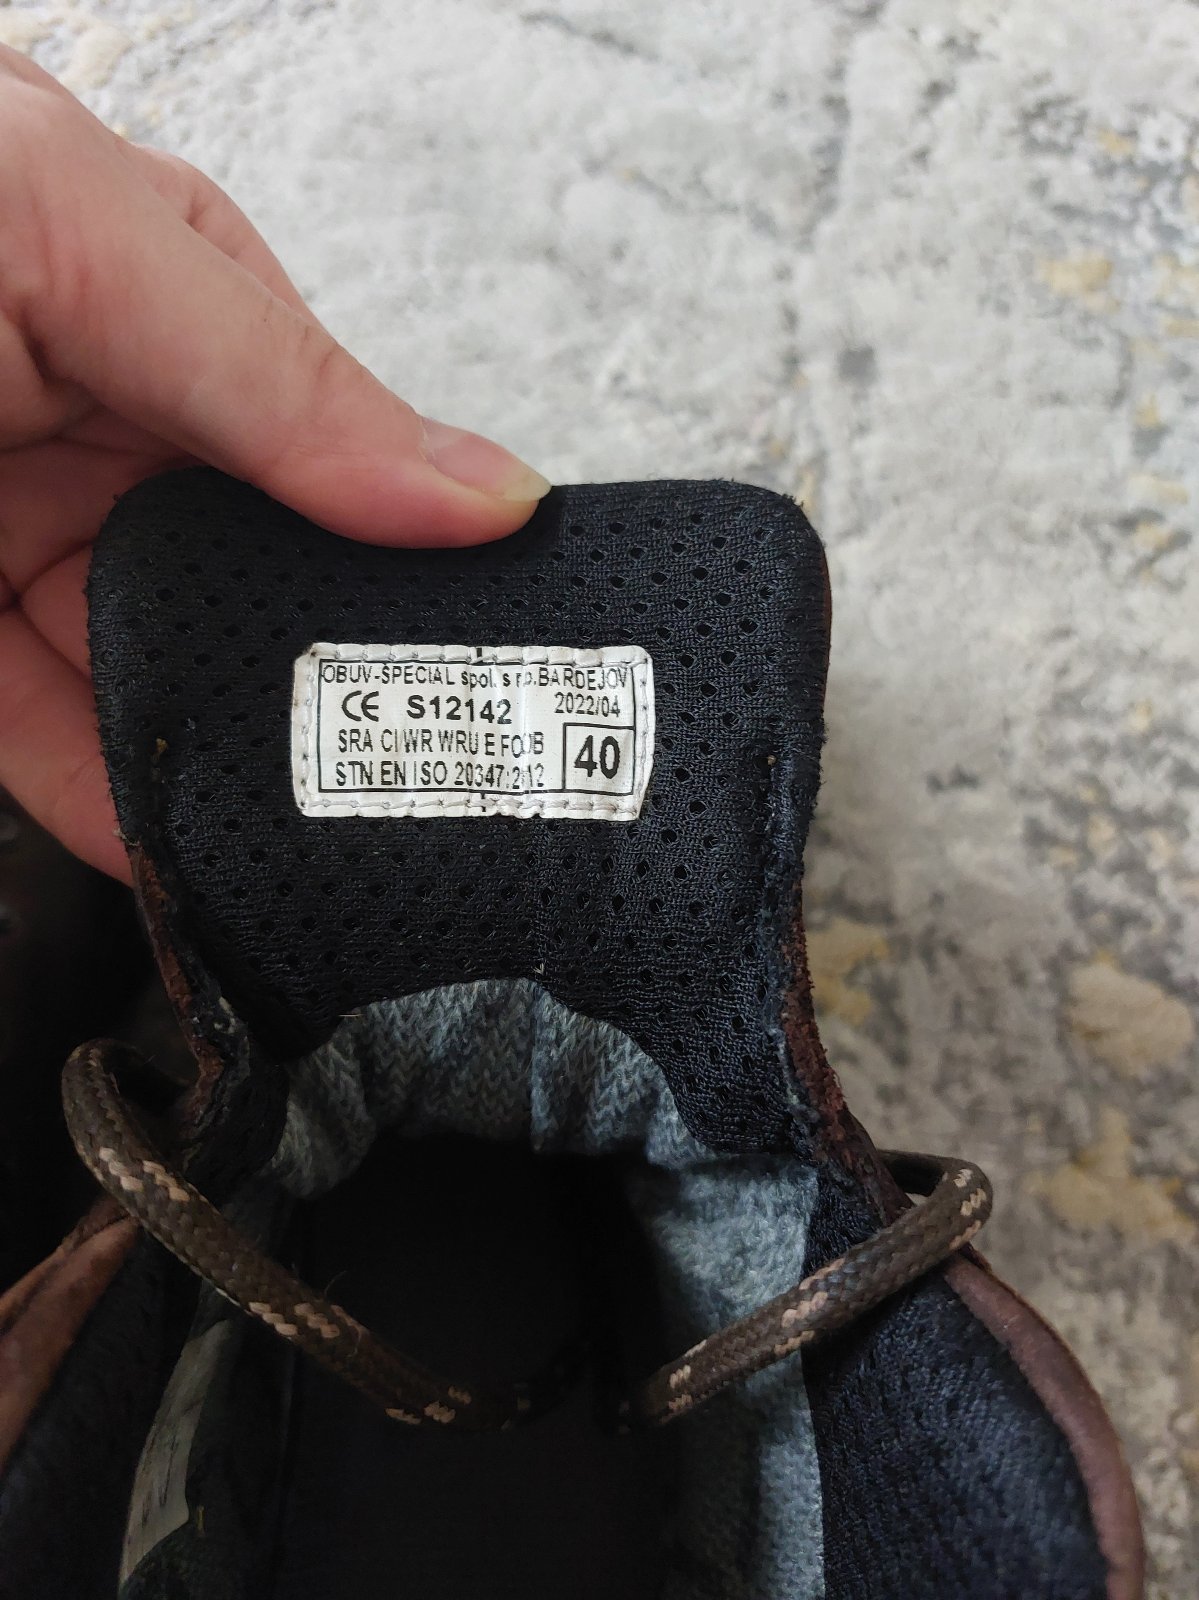 OBUV-ŠPECIAL spol. s r.o. BARDEJOV
CE S12142 2022/04
SRA CI WR WRU E FO OB
40
STN EN ISO 20347:2012